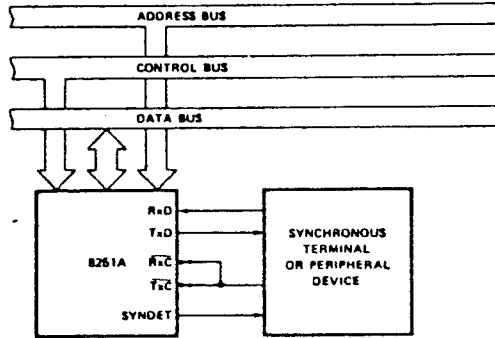 ADDRESS BUS
CONTROL BUS
DATA BUS
8251A
RxD
TxD
RxC
TxC
SYNDET
SYNCHRONOUS
TERMINAL
OR PERIPHERAL
DEVICE